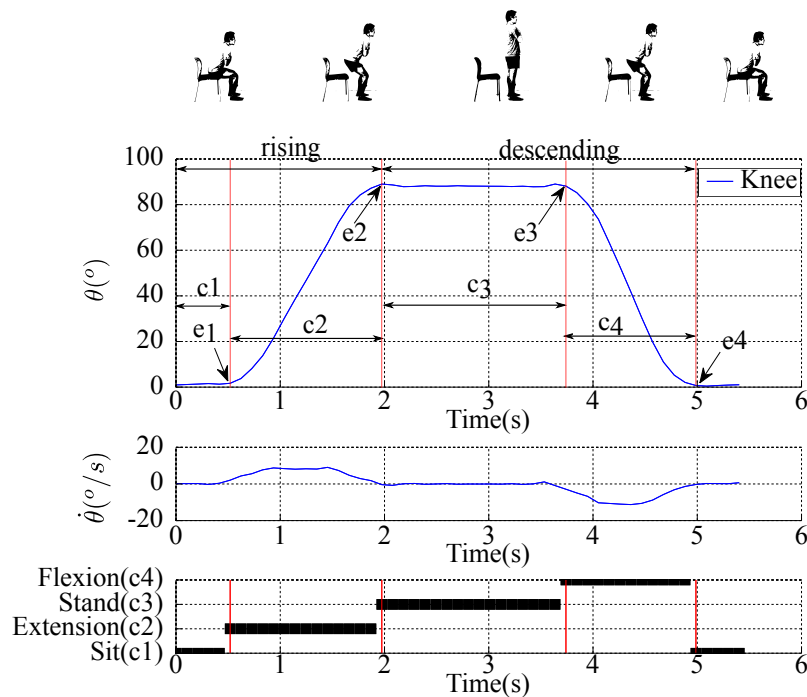 rising
descending
100
80
60
40
20
0
θ(°)
Knee
e2
e3
c1
c3
e1
c2
c4
e4
0 1 2 3 4 5 6
Time(s)
20
0
-20
θ̇(°/s)
0 1 2 3 4 5 6
Time(s)
Flexion(c4)
Stand(c3)
Extension(c2)
Sit(c1)
0 1 2 3 4 5 6
Time(s)